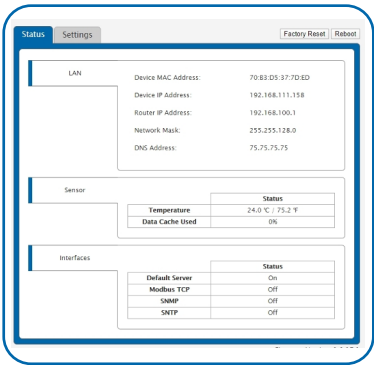 Status Settings Factory Reset Reboot
LAN
Device MAC Address: 70:B3:D5:37:7D:ED
Device IP Address: 192.168.111.158
Router IP Address: 192.168.100.1
Network Mask: 255.255.128.0
DNS Address: 75.75.75.75
Sensor
Status
Temperature 24.0 °C / 75.2 °F
Data Cache Used 0%
Interfaces
Status
Default Server On
Modbus TCP Off
SNMP Off
SNTP Off